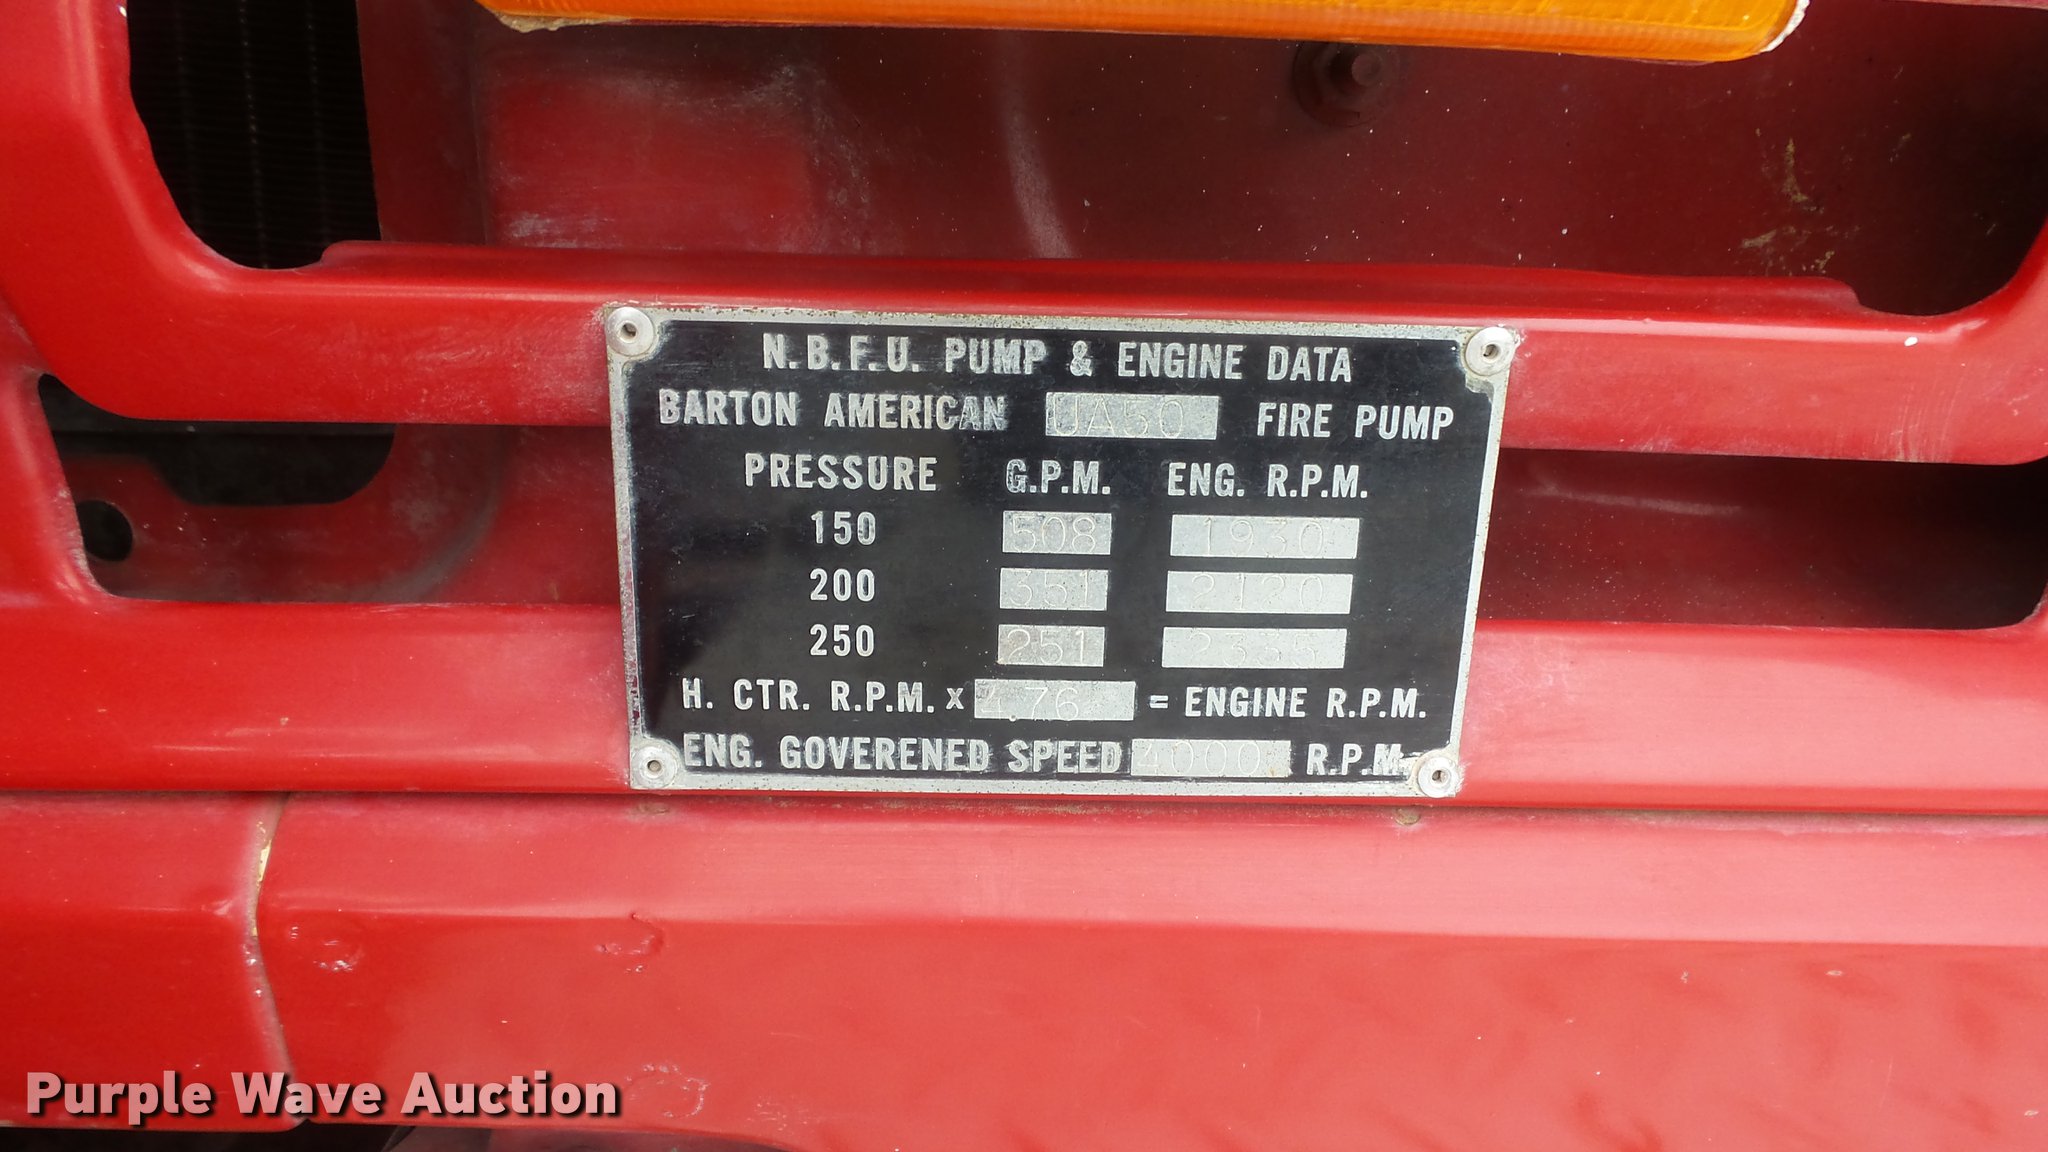 N.B.F.U. PUMP & ENGINE DATA
BARTON AMERICAN UA50 FIRE PUMP
PRESSURE G.P.M. ENG. R.P.M.
150 508 1930
200 351 2120
250 251 2335
H. CTR. R.P.M. x 4.76 = ENGINE R.P.M.
ENG. GOVERENED SPEED 4000 R.P.M.
Purple Wave Auction